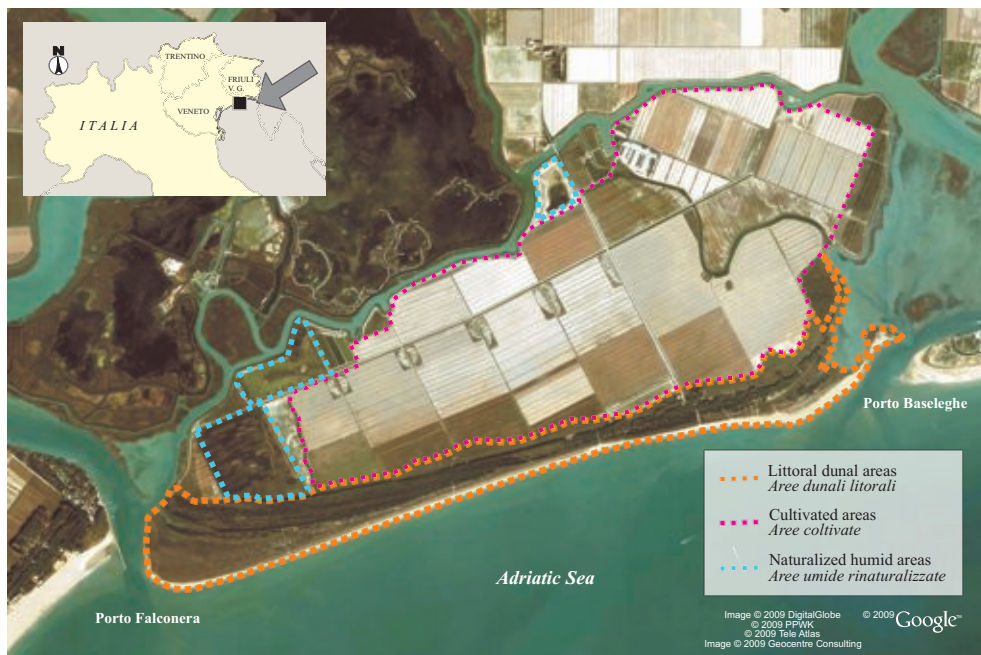 N
TRENTINO
FRIULI
V. G.
VENETO
ITALIA
Porto Baseleghe
Littoral dunal areas
Aree dunali litorali
Cultivated areas
Aree coltivate
Naturalized humid areas
Aree umide rinaturalizzate
Adriatic Sea
Porto Falconera
Image © 2009 DigitalGlobe
© 2009 PPWK
© 2009 Tele Atlas
Image © 2009 Geocentre Consulting
© 2009 Google™